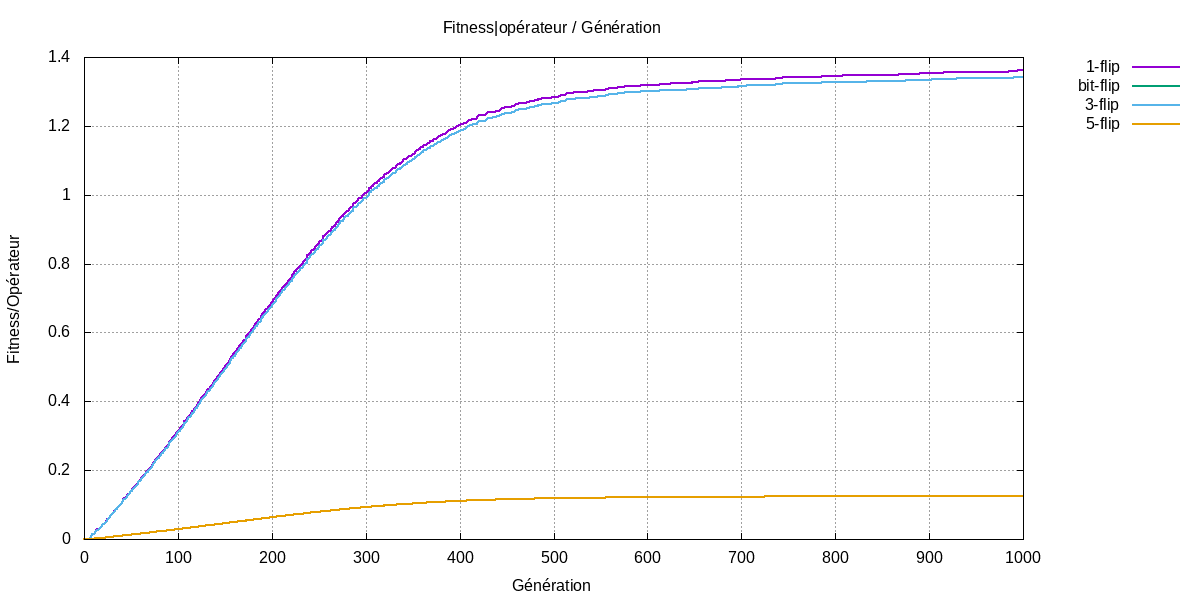 Fitness|opérateur / Génération
1-flip
bit-flip
3-flip
5-flip
1.4
1.2
1
0.8
0.6
0.4
0.2
0
Fitness/Opérateur
0 100 200 300 400 500 600 700 800 900 1000
Génération